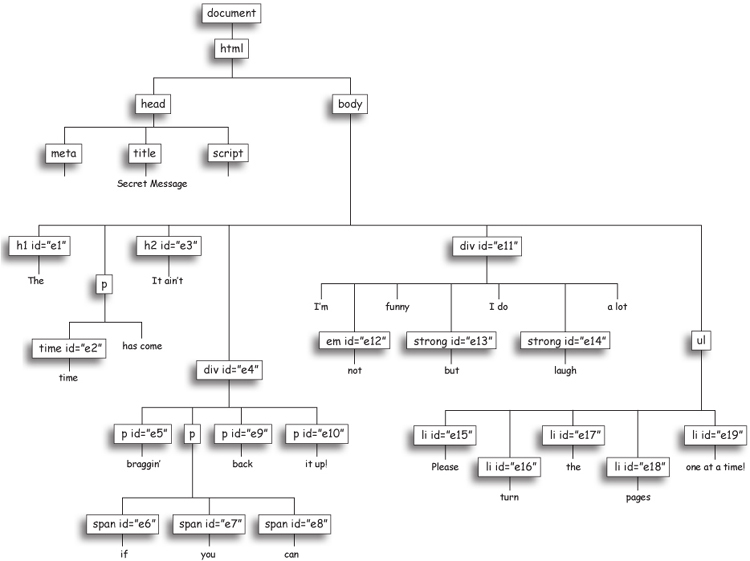 document
html
head
body
meta
title
script
Secret Message
h1 id="e1"
h2 id="e3"
div id="e11"
The
p
It ain't
I'm
funny
I do
a lot
time id="e2"
has come
em id="e12"
strong id="e13"
strong id="e14"
ul
time
div id="e4"
not
but
laugh
p id="e5"
p
p id="e9"
p id="e10"
li id="e15"
li id="e17"
li id="e19"
braggin'
back
it up!
Please
li id="e16"
the
li id="e18"
one at a time!
turn
pages
span id="e6"
span id="e7"
span id="e8"
if
you
can